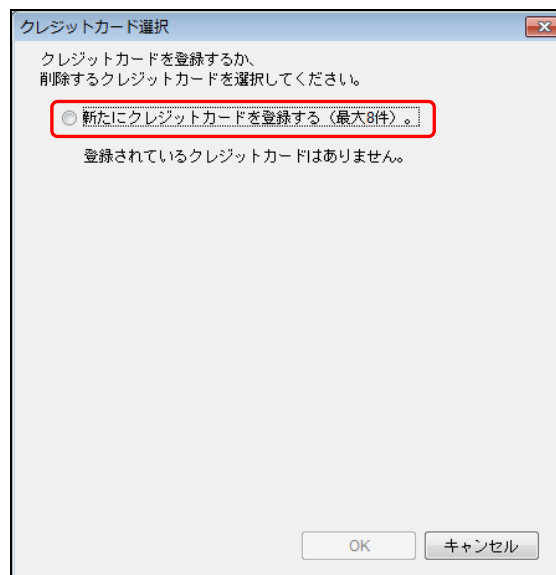 クレジットカード選択
クレジットカードを登録するか、
削除するクレジットカードを選択してください。
新たにクレジットカードを登録する（最大8件）。
登録されているクレジットカードはありません。
OK
キャンセル